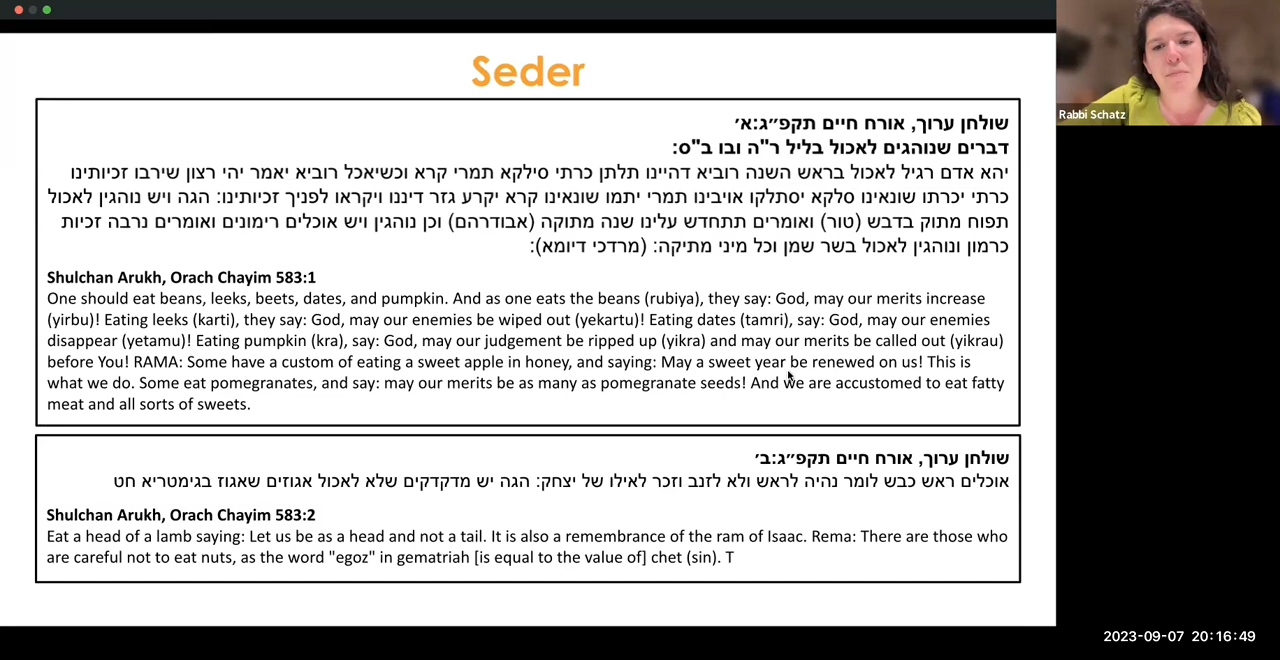 Seder
שולחן ערוך, אורח חיים תקפ״ג:א׳
דברים שנוהגים לאכול בליל ר"ה ובו ב"ס:
יהא אדם רגיל לאכול בראש השנה רוביא דהיינו תלתן כרתי סילקא תמרי קרא וכשיאכל רוביא יאמר יהי רצון שירבו זכיותינו
כרתי יכרתו שונאינו סלקא יסתלקו אויבינו תמרי יתמו שונאינו קרא יקרע גזר דיננו ויקראו לפניך זכיותינו: הגה ויש נוהגין לאכול
תפוח מתוק בדבש (טור) ואומרים תתחדש עלינו שנה מתוקה (אבודרהם) וכן נוהגין ויש אוכלים רימונים ואומרים נרבה זכיות
כרמון ונוהגין לאכול בשר שמן וכל מיני מתיקה: (מרדכי דיומא):
Shulchan Arukh, Orach Chayim 583:1
One should eat beans, leeks, beets, dates, and pumpkin. And as one eats the beans (rubiya), they say: God, may our merits increase
(yirbu)! Eating leeks (karti), they say: God, may our enemies be wiped out (yekartu)! Eating dates (tamri), say: God, may our enemies
disappear (yetamu)! Eating pumpkin (kra), say: God, may our judgement be ripped up (yikra) and may our merits be called out (yikrau)
before You! RAMA: Some have a custom of eating a sweet apple in honey, and saying: May a sweet year be renewed on us! This is
what we do. Some eat pomegranates, and say: may our merits be as many as pomegranate seeds! And we are accustomed to eat fatty
meat and all sorts of sweets.
שולחן ערוך, אורח חיים תקפ״ג:ב׳
אוכלים ראש כבש לומר נהיה לראש ולא לזנב וזכר לאילו של יצחק: הגה יש מדקדקים שלא לאכול אגוזים שאגוז בגימטריא חט
Shulchan Arukh, Orach Chayim 583:2
Eat a head of a lamb saying: Let us be as a head and not a tail. It is also a remembrance of the ram of Isaac. Rema: There are those who
are careful not to eat nuts, as the word "egoz" in gematriah [is equal to the value of] chet (sin). T
Rabbi Schatz
2023-09-07 20:16:49